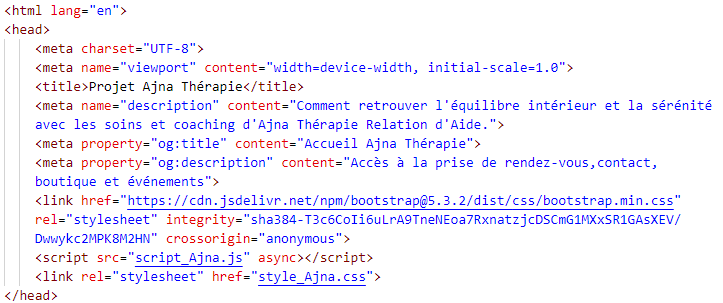 <html lang="en">
<head>
<meta charset="UTF-8">
<meta name="viewport" content="width=device-width, initial-scale=1.0">
<title>Projet Ajna Thérapie</title>
<meta name="description" content="Comment retrouver l'équilibre intérieur et la sérénité
avec les soins et coaching d'Ajna Thérapie Relation d'Aide.">
<meta property="og:title" content="Accueil Ajna Thérapie">
<meta property="og:description" content="Accès à la prise de rendez-vous,contact,
boutique et événements">
<link href="https://cdn.jsdelivr.net/npm/bootstrap@5.3.2/dist/css/bootstrap.min.css"
rel="stylesheet" integrity="sha384-T3c6CoIi6uLrA9TneNEoa7RxnatzjcDSCmG1MXxSR1GAsXEV/
Dwwykc2MPK8M2HN" crossorigin="anonymous">
<script src="script_Ajna.js" async></script>
<link rel="stylesheet" href="style_Ajna.css">
</head>